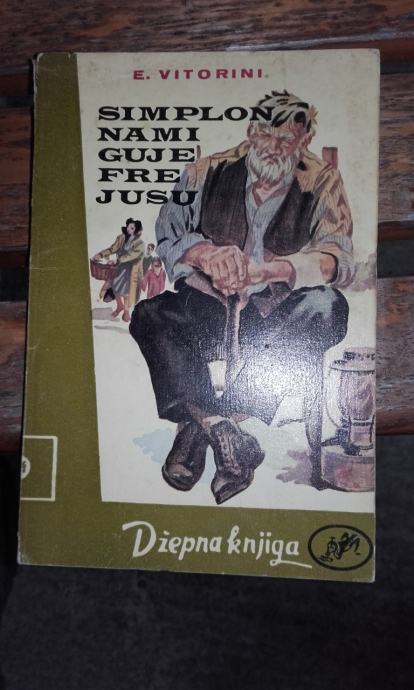 E. VITORINI
SIMPLON
NAMI
GUJE
FRE
JUSU
Džepna knjiga